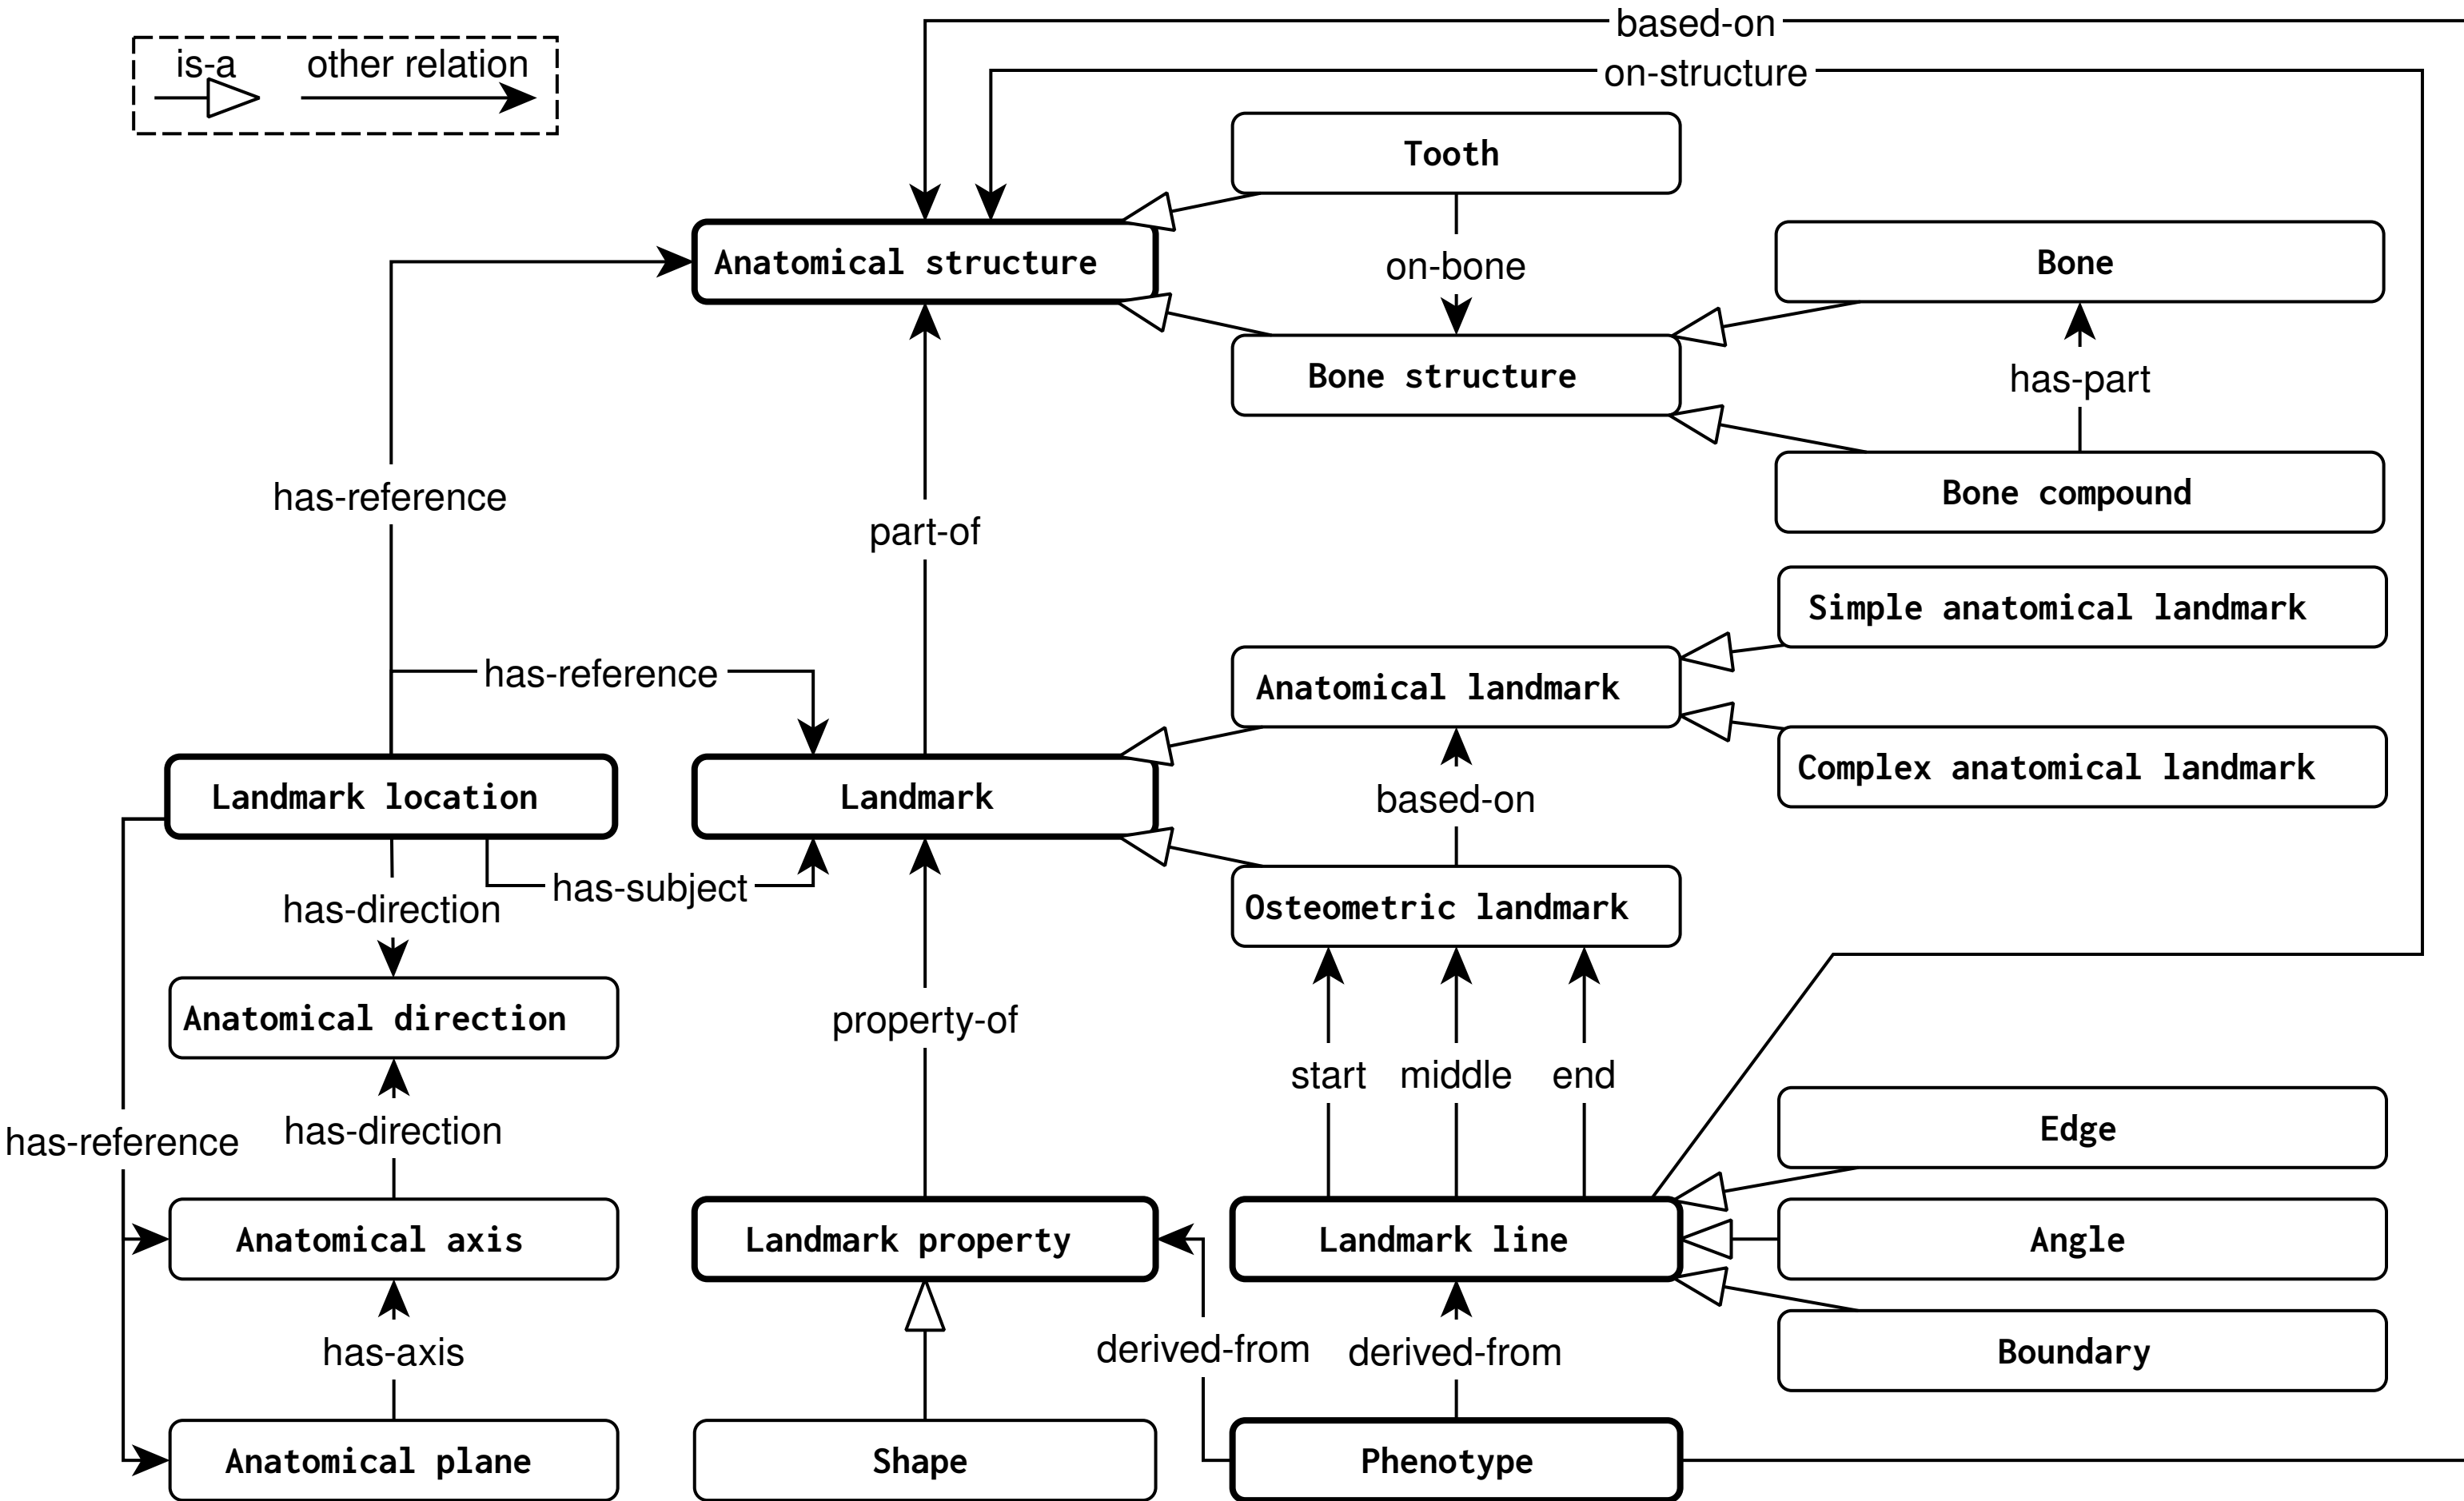 based-on
is-a other relation
on-structure
Tooth
Anatomical structure
on-bone
Bone
Bone structure
has-part
has-reference
Bone compound
part-of
Simple anatomical landmark
has-reference
Anatomical landmark
Complex anatomical landmark
Landmark location
Landmark
based-on
has-subject
has-direction
Osteometric landmark
Anatomical direction
property-of
start middle end
has-reference
has-direction
Edge
Anatomical axis
Landmark property
Landmark line
Angle
has-axis
derived-from
derived-from
Boundary
Anatomical plane
Shape
Phenotype